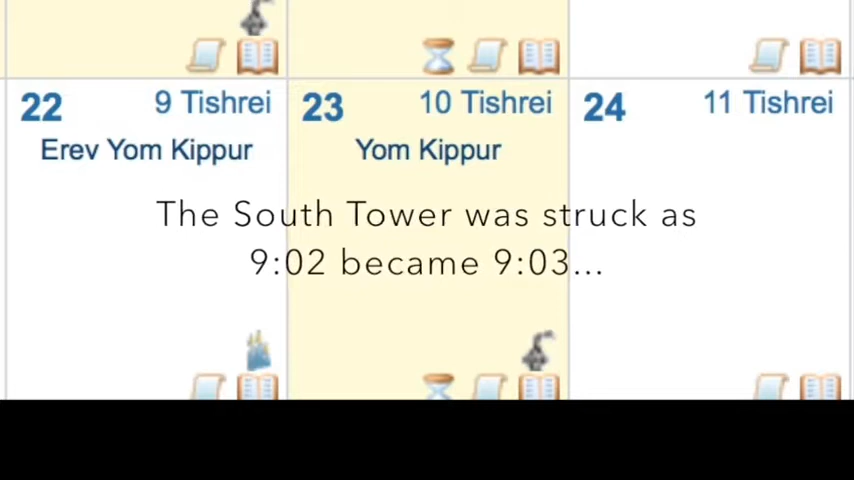 22 9 Tishrei 23 10 Tishrei 24 11 Tishrei
Erev Yom Kippur Yom Kippur
The South Tower was struck as
9:02 became 9:03...